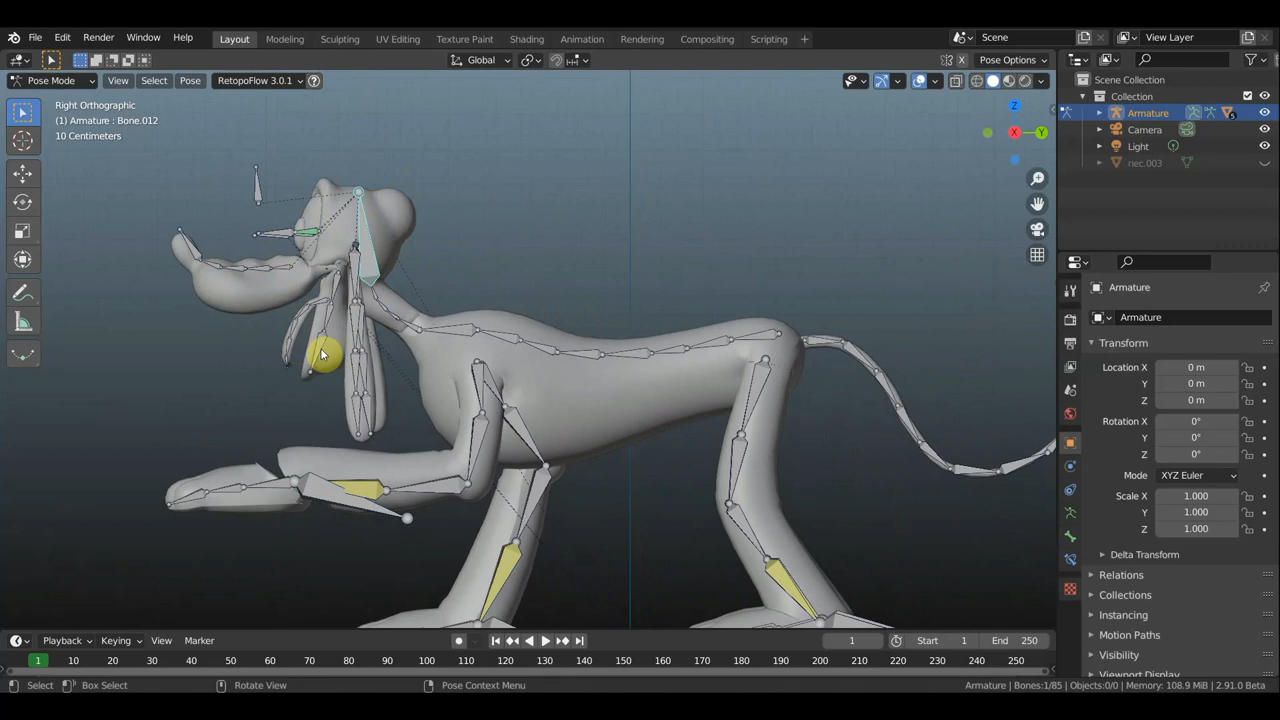 File Edit Render Window Help Layout Modeling Sculpting UV Editing Texture Paint Shading Animation Rendering Compositing Scripting + Scene View Layer
Global Pose Options
Pose Mode View Select Pose RetopoFlow 3.0.1
Right Orthographic
(1) Armature : Bone.012
10 Centimeters
Z
X
Y
Scene Collection
Collection
Armature
5
Camera
Light
Armature
Armature
Transform
Location X 0 m
Y 0 m
Z 0 m
Rotation X 0°
Y 0°
Z 0°
Mode XYZ Euler
Scale X 1.000
Y 1.000
Z 1.000
Delta Transform
Relations
Collections
Instancing
Motion Paths
Visibility
Viewport Display
Playback Keying View Marker 1 Start 1 End 250
1 10 20 30 40 50 60 70 80 90 100 110 120 130 140 150 160 170 180 190 200 210 220 230 240 250
Select Box Select Rotate View Pose Context Menu Armature | Bones:1/85 | Objects:0/0 | Memory: 108.9 MiB | 2.91.0 Beta